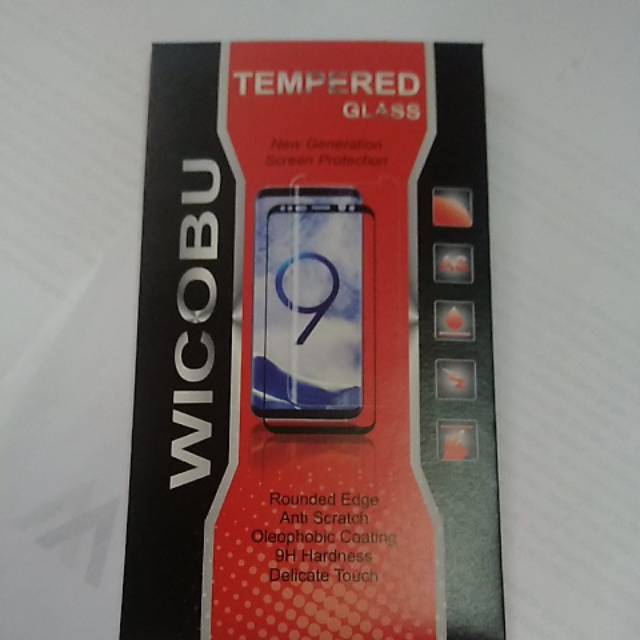 TEMPERED
GLASS
New Generation
Screen Protection
WICOBU
9
Rounded Edge
Anti Scratch
Oleophobic Coating
9H Hardness
Delicate Touch